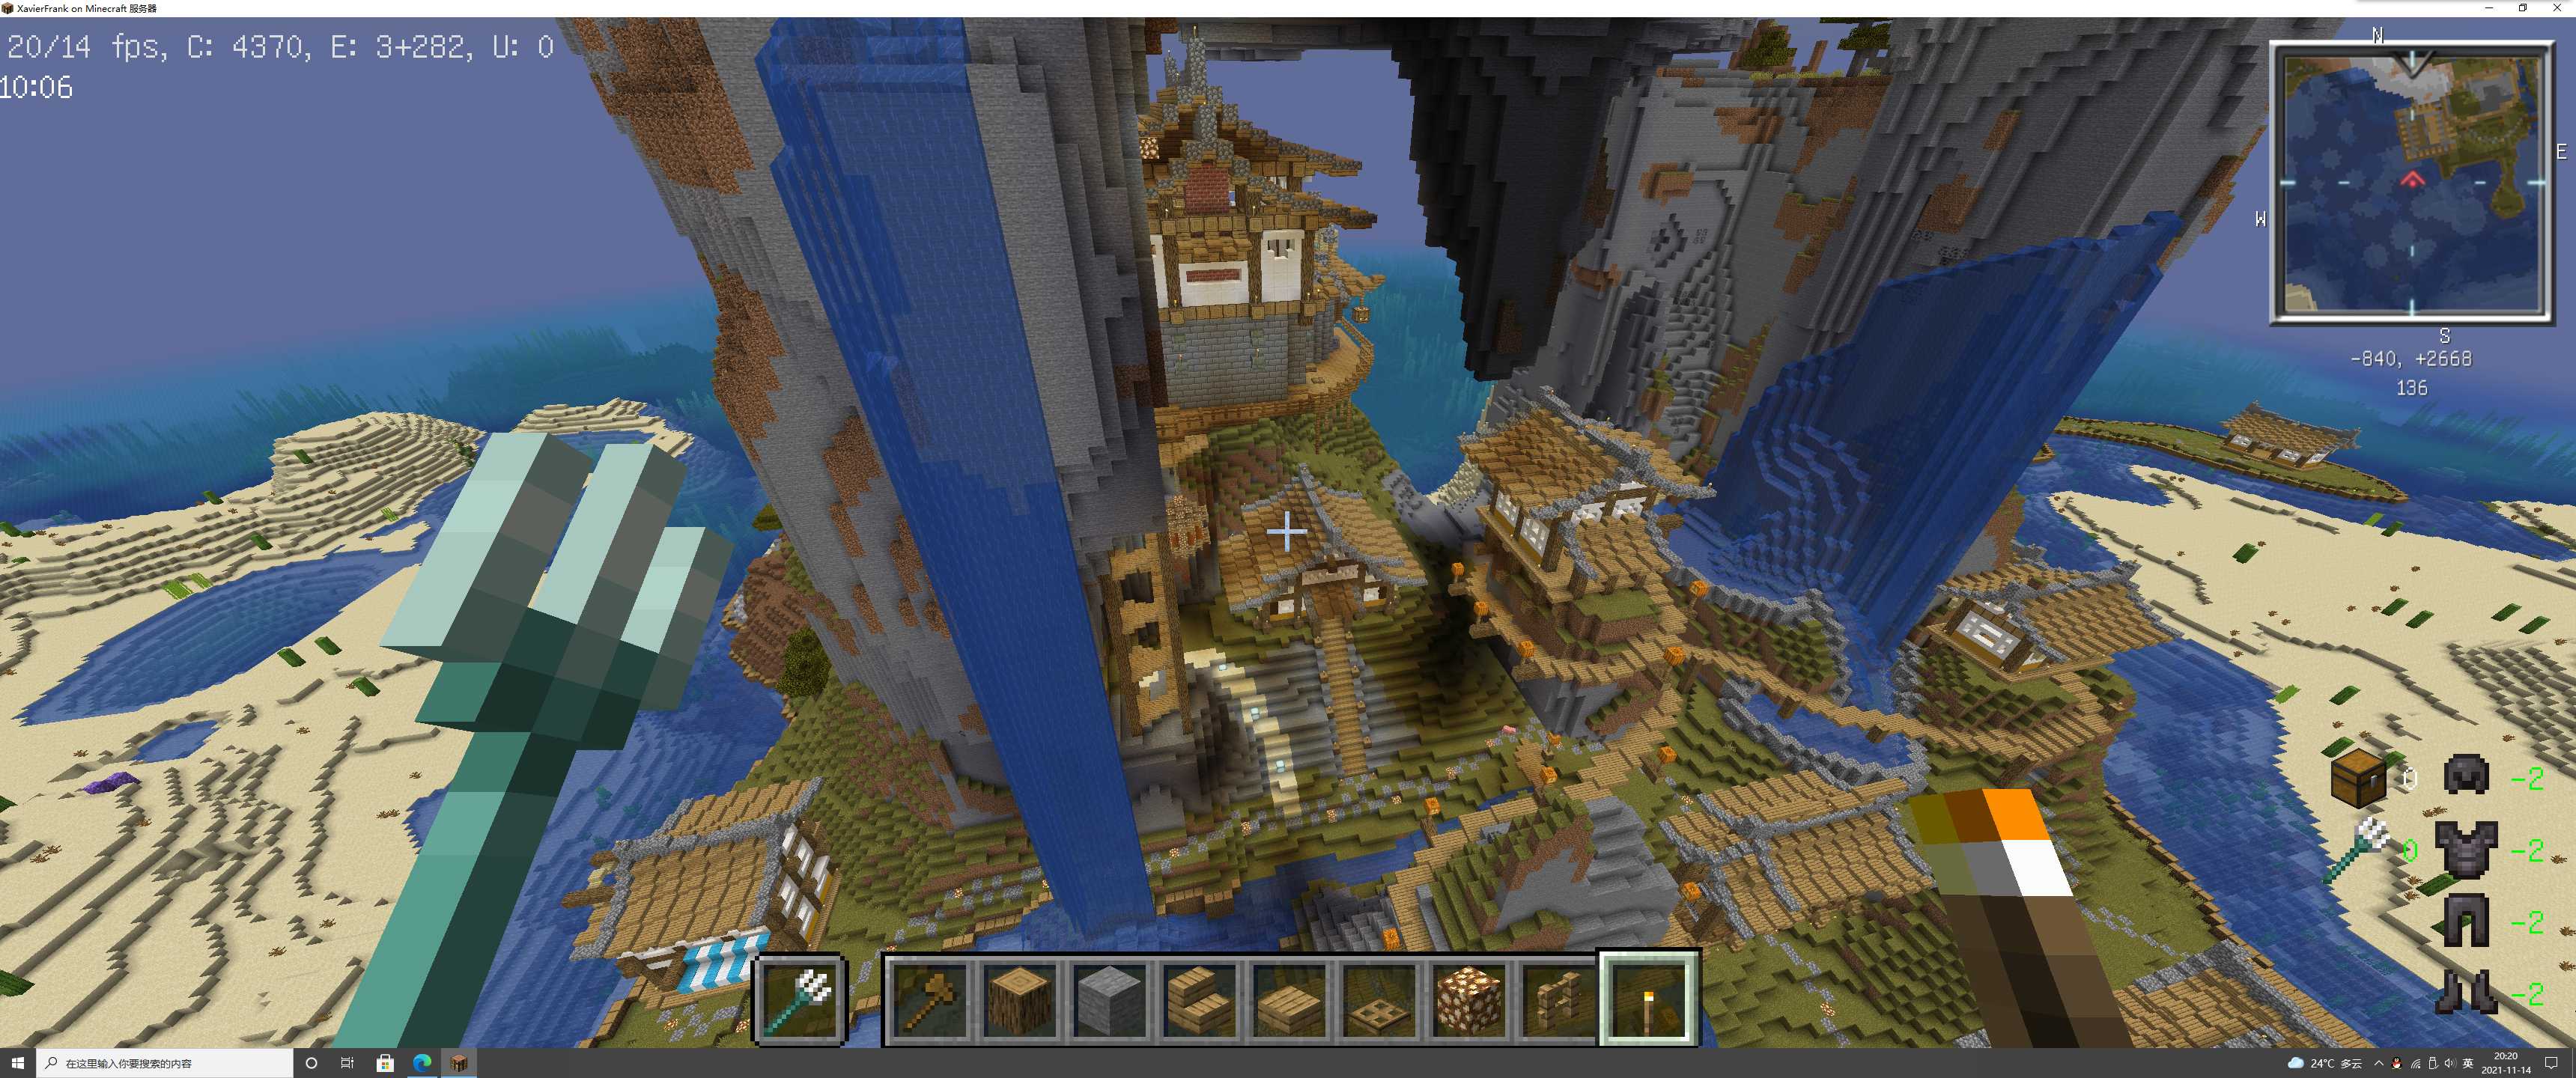 XavierFrank on Minecraft 服务器
20/14 fps, C: 4370, E: 3+282, U: 0
10:06
N
E
W
S
-840, +2668
136
0 -2
0 -2
-2
-2
在这里输入你要搜索的内容
24°C 多云
英
20:20
2021-11-14